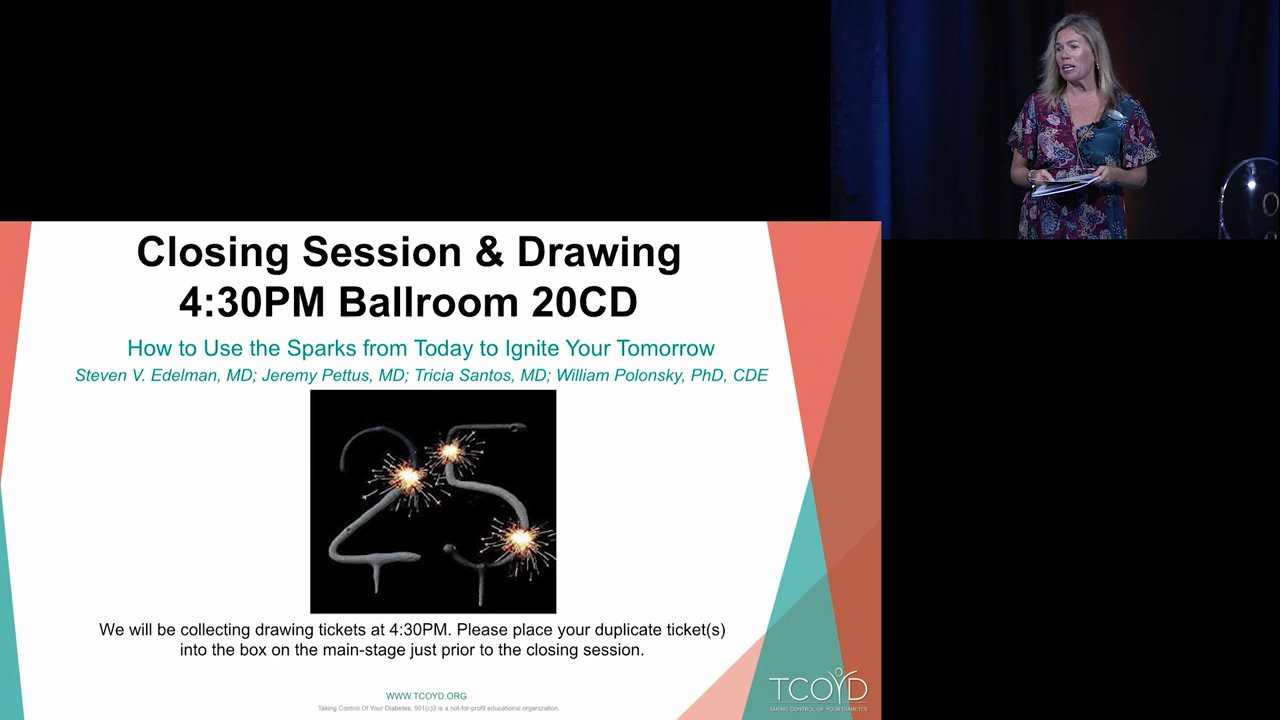 Closing Session & Drawing
4:30PM Ballroom 20CD
How to Use the Sparks from Today to Ignite Your Tomorrow
Steven V. Edelman, MD; Jeremy Pettus, MD; Tricia Santos, MD; William Polonsky, PhD, CDE
25
We will be collecting drawing tickets at 4:30PM. Please place your duplicate ticket(s)
into the box on the main-stage just prior to the closing session.
WWW.TCOYD.ORG
Taking Control Of Your Diabetes, 501(c)3 is a not-for-profit educational organization.
TCOYD
TAKING CONTROL OF YOUR DIABETES